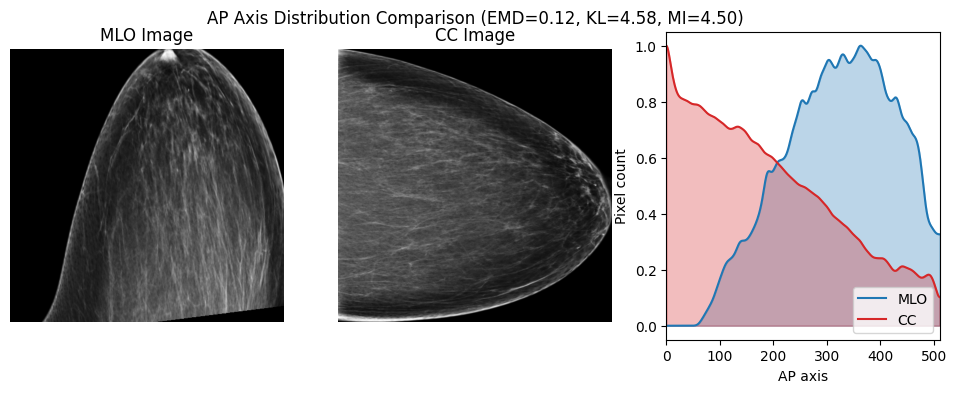 AP Axis Distribution Comparison (EMD=0.12, KL=4.58, MI=4.50)
MLO Image
CC Image
1.0
0.8
0.6
0.4
0.2
0.0
Pixel count
MLO
CC
0
100
200
300
400
500
AP axis